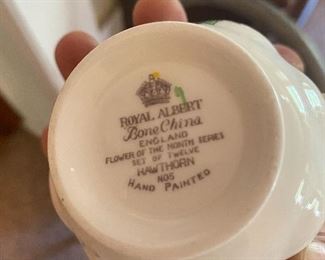 ROYAL ALBERT
Bone China
ENGLAND
FLOWER OF THE MONTH SERIES
SET OF TWELVE
HAWTHORN
NO5
HAND PAINTED